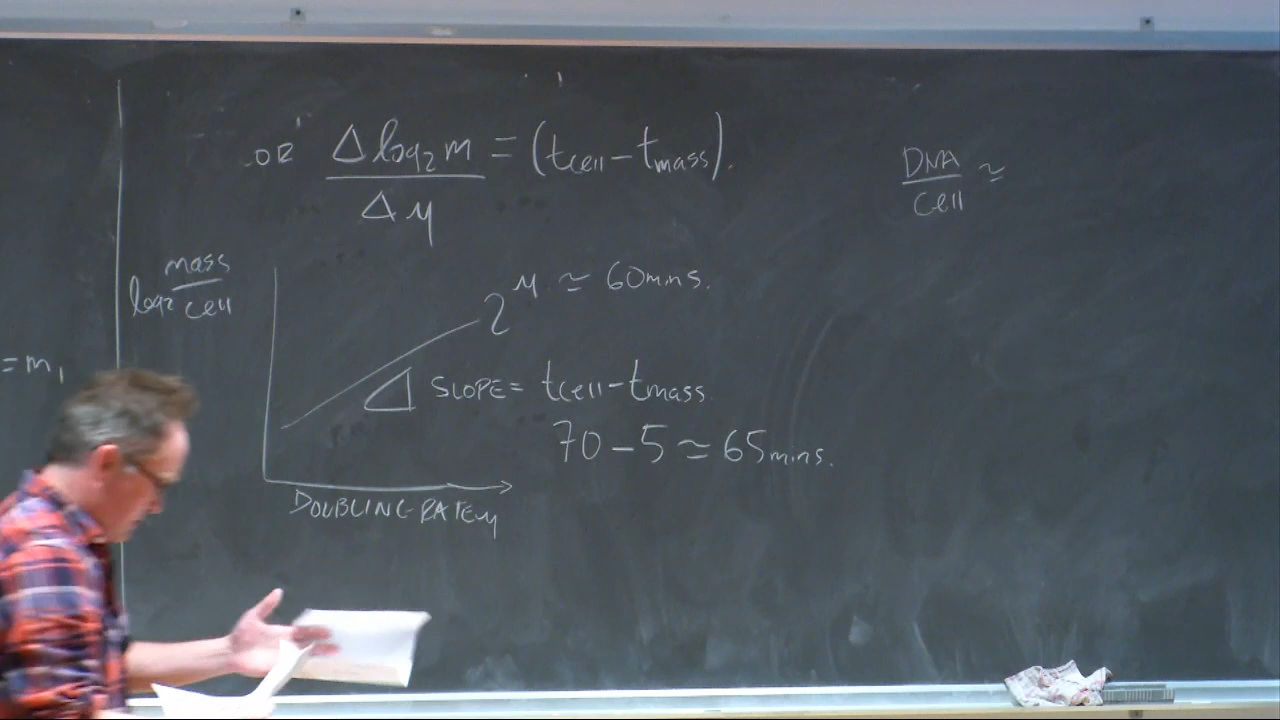 OR Δlog₂m = (tcell - tmass).
Δμ
DNA ≃
cell
log₂ mass
cell
2^μ ≃ 60mins.
= m₁
SLOPE = tcell - tmass.
70 - 5 ≃ 65mins.
DOUBLING RATE μ